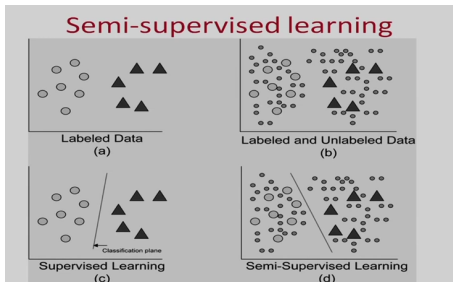 Semi-supervised learning
Labeled Data
(a)
Labeled and Unlabeled Data
(b)
Classification plane
Supervised Learning
(c)
Semi-Supervised Learning
(d)